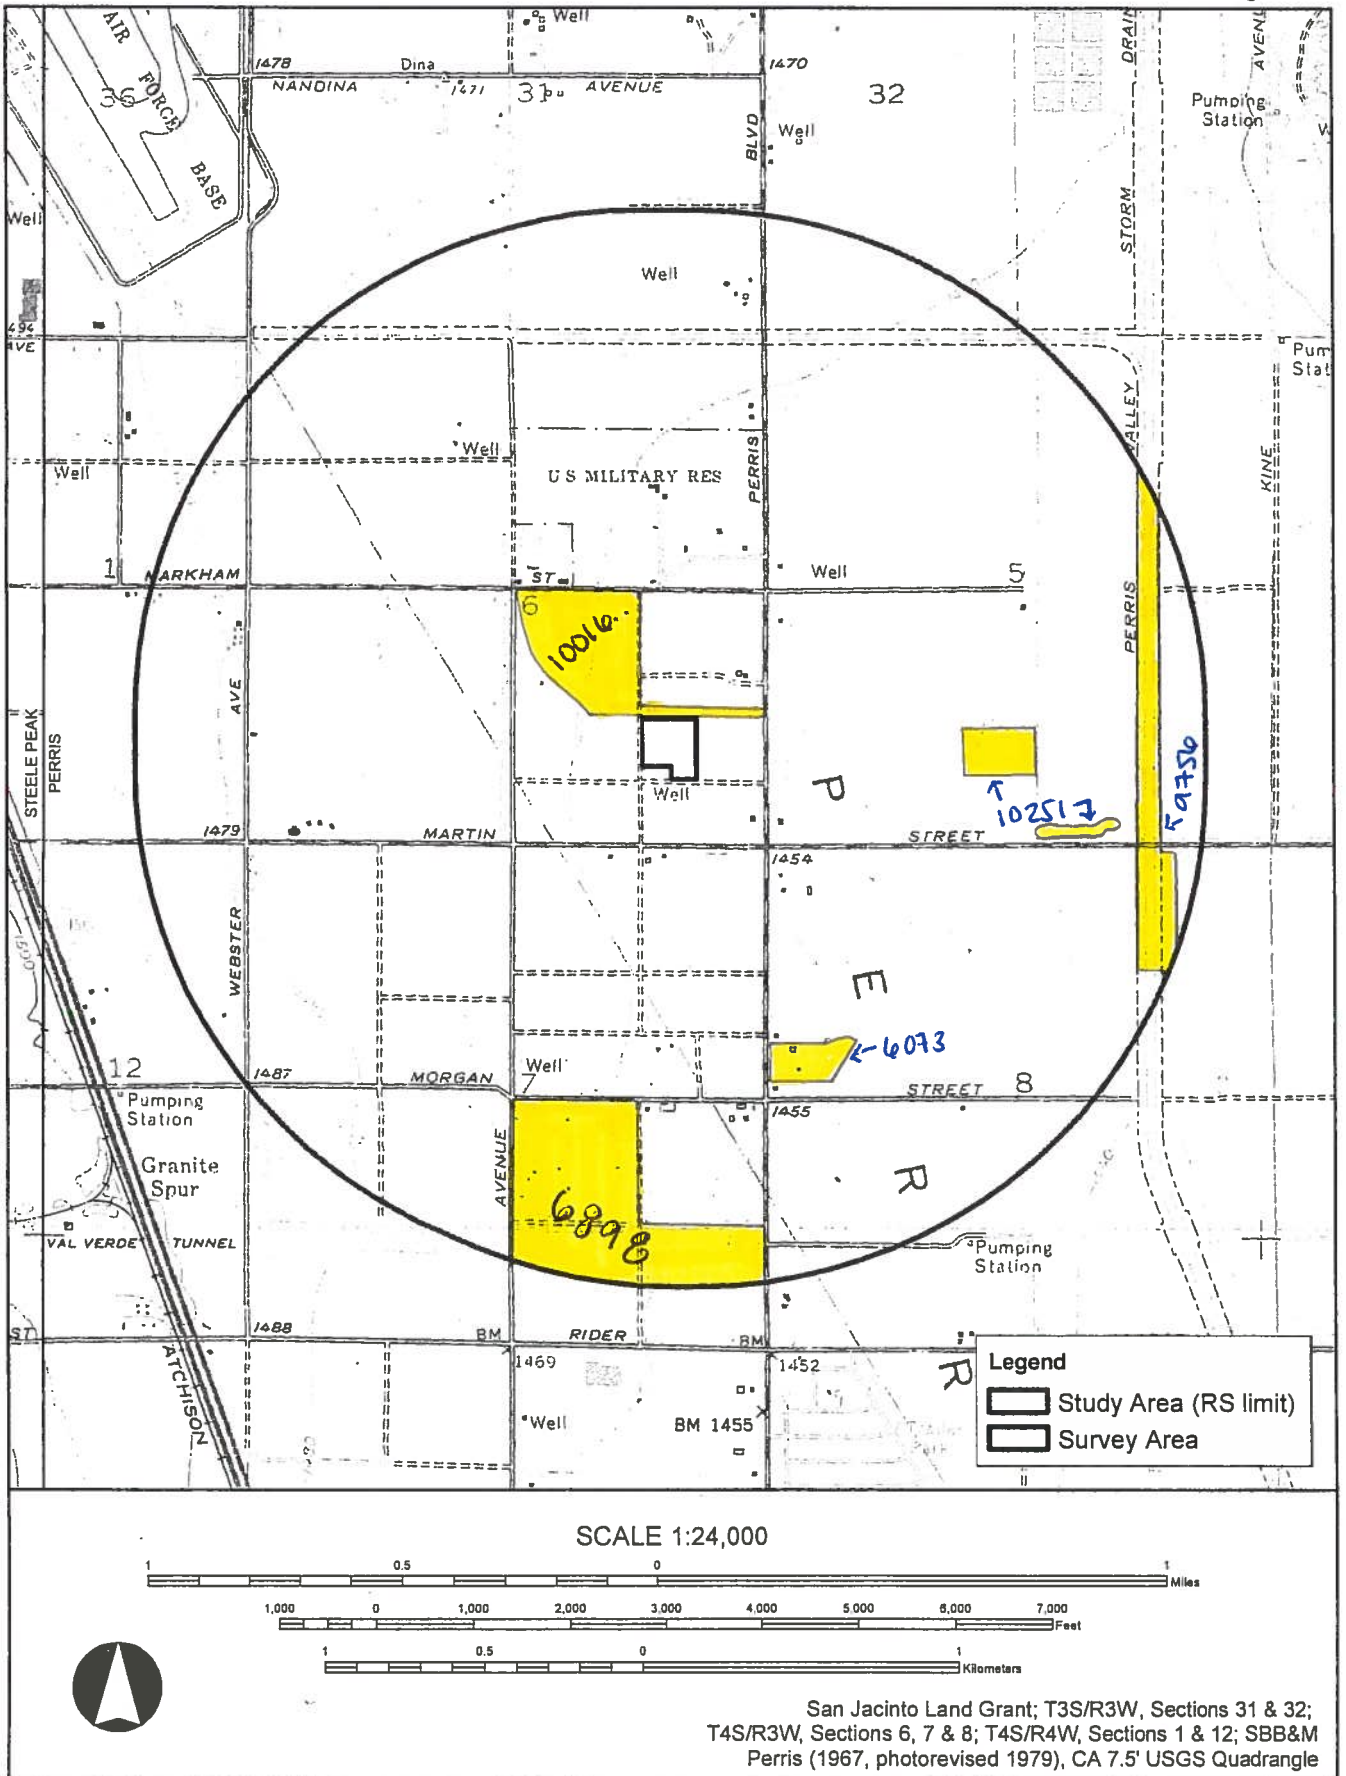 Well
AIR
FORCE
BASE
36
1478
Dina
1470
NANDINA
1471
31
AVENUE
32
BLVD
Well
STORM
DRAIN
AVENU
Pumping
Station
Well
Well
494
AVE
Pum
Stat
VALLEY
Well
Well
U S MILITARY RES
PERRIS
KINE
1
MARKHAM
ST
Well
5
6
10016
PERRIS
AVE
STEELE PEAK
PERRIS
9756
P
Well
10251
1479
MARTIN
STREET
1454
WEBSTER
E
6073
12
1487
MORGAN
Well
STREET
8
Pumping
Station
1455
AVENUE
Granite
Spur
R
6898
VAL VERDE
TUNNEL
Pumping
Station
ST
1488
BM
RIDER
BM
ATCHISON
1469
1452
R
Well
BM 1455
Legend
Study Area (RS limit)
Survey Area
SCALE 1:24,000
1 0.5 0 1
Miles
1,000 0 1,000 2,000 3,000 4,000 5,000 6,000 7,000
Feet
1 0.5 0 1
Kilometers
San Jacinto Land Grant; T3S/R3W, Sections 31 & 32;
T4S/R3W, Sections 6, 7 & 8; T4S/R4W, Sections 1 & 12; SBB&M
Perris (1967, photorevised 1979), CA 7.5' USGS Quadrangle